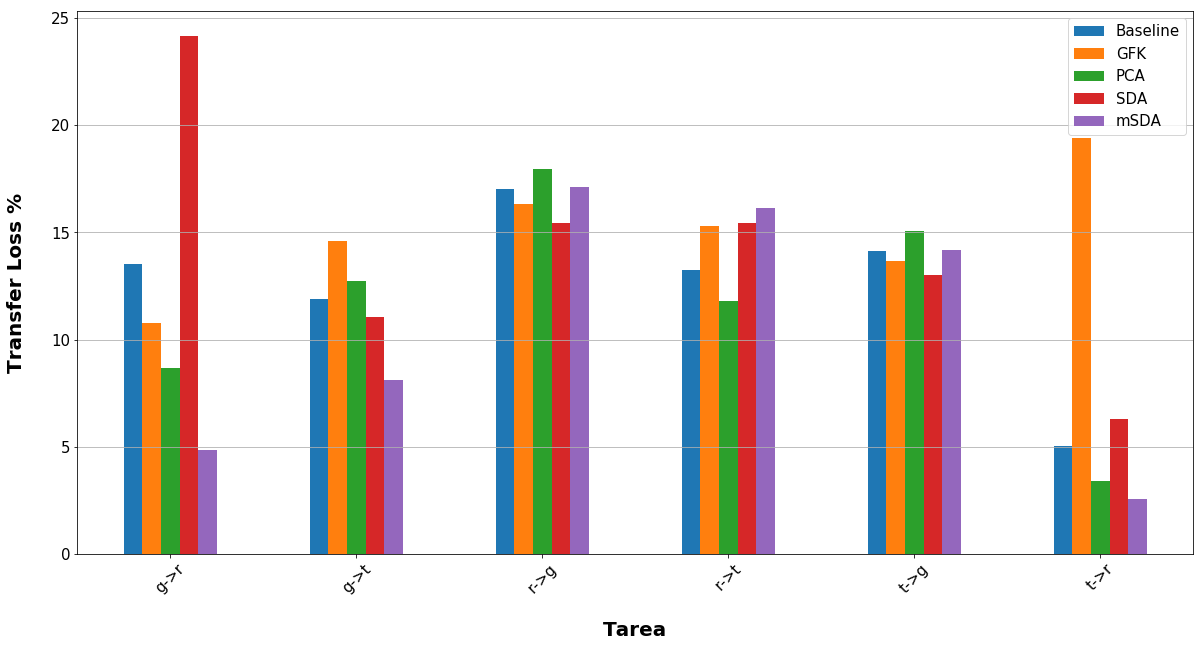 Transfer Loss %
25
20
15
10
5
0
Baseline
GFK
PCA
SDA
mSDA
g->r
g->t
r->g
r->t
t->g
t->r
Tarea